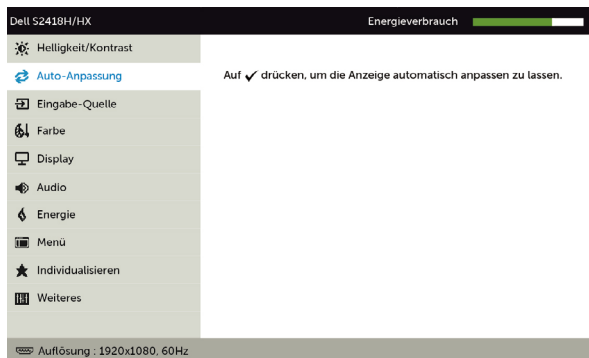 Dell S2418H/HX Energieverbrauch
Helligkeit/Kontrast
Auto-Anpassung
Auf ✓ drücken, um die Anzeige automatisch anpassen zu lassen.
Eingabe-Quelle
Farbe
Display
Audio
Energie
Menü
Individualisieren
Weiteres
Auflösung : 1920x1080, 60Hz